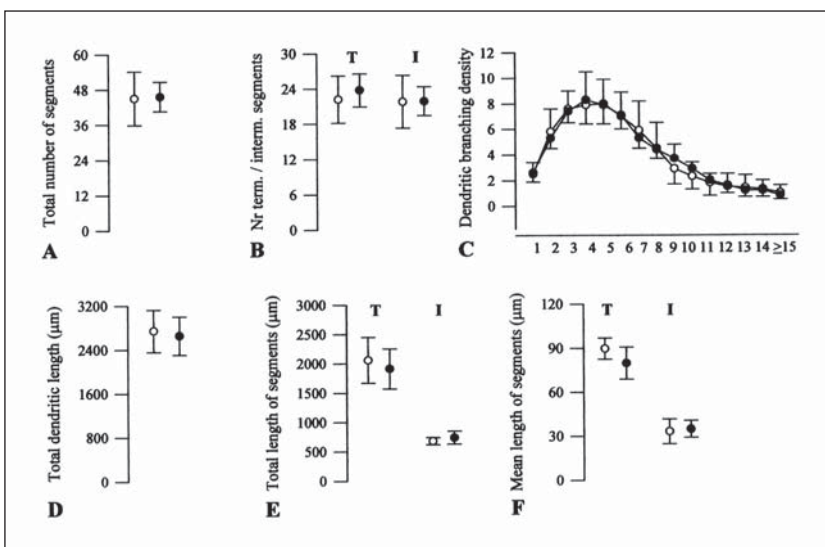 Total number of segments
60
48
36
24
12
0
A
Nr term. / interm. segments
30
24
18
12
6
0
T I
B
Dendritic branching density
12
10
8
6
4
2
0
1 2 3 4 5 6 7 8 9 10 11 12 13 14 ≥15
C
Total dendritic length (μm)
3200
2400
1600
800
0
D
Total length of segments (μm)
3000
2500
2000
1500
1000
500
0
T I
E
Mean length of segments (μm)
120
90
60
30
0
T I
F